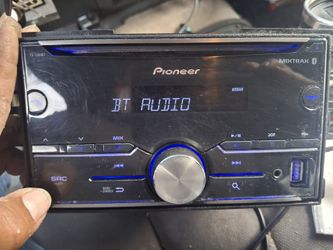 Pioneer
MIXTRAX
BT AUDIO
MIX
SRC